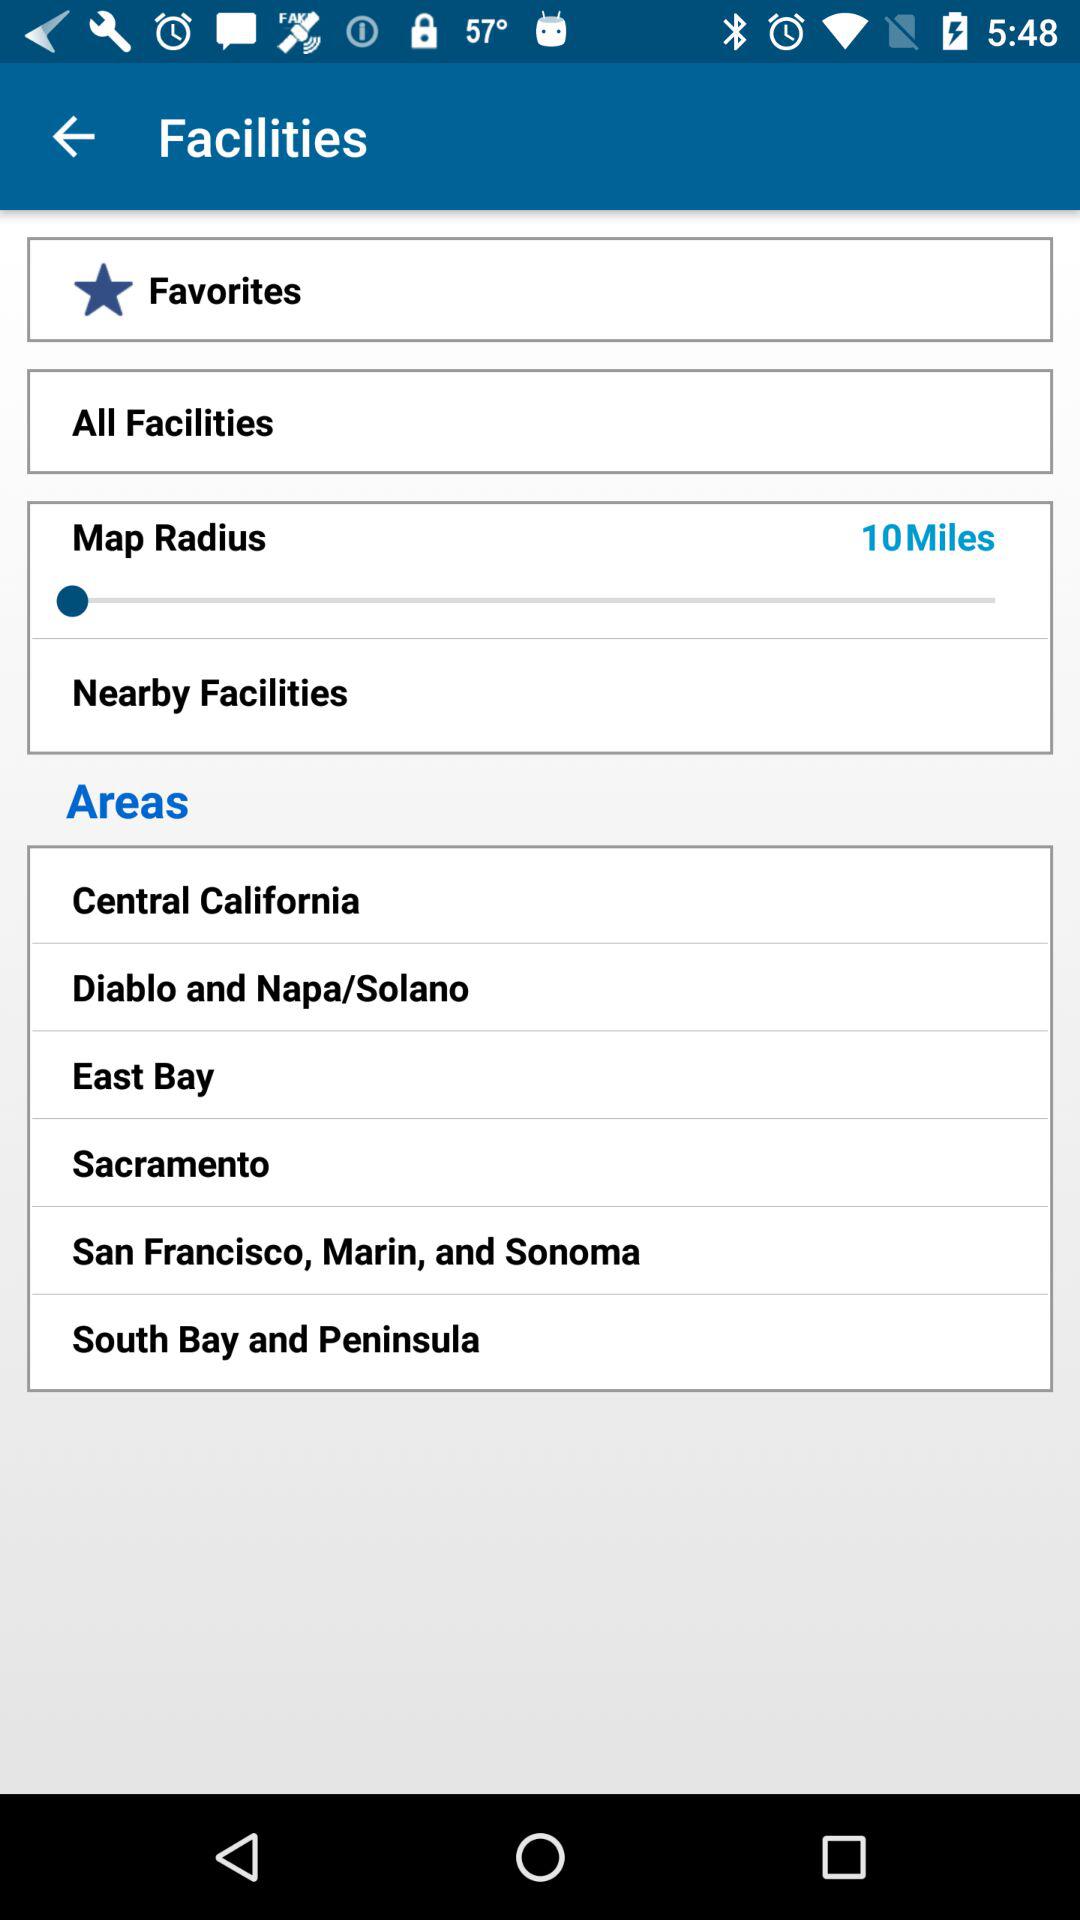 FAKE 57° 5:48
Facilities
Favorites
All Facilities
Map Radius 10 Miles
Nearby Facilities
Areas
Central California
Diablo and Napa/Solano
East Bay
Sacramento
San Francisco, Marin, and Sonoma
South Bay and Peninsula